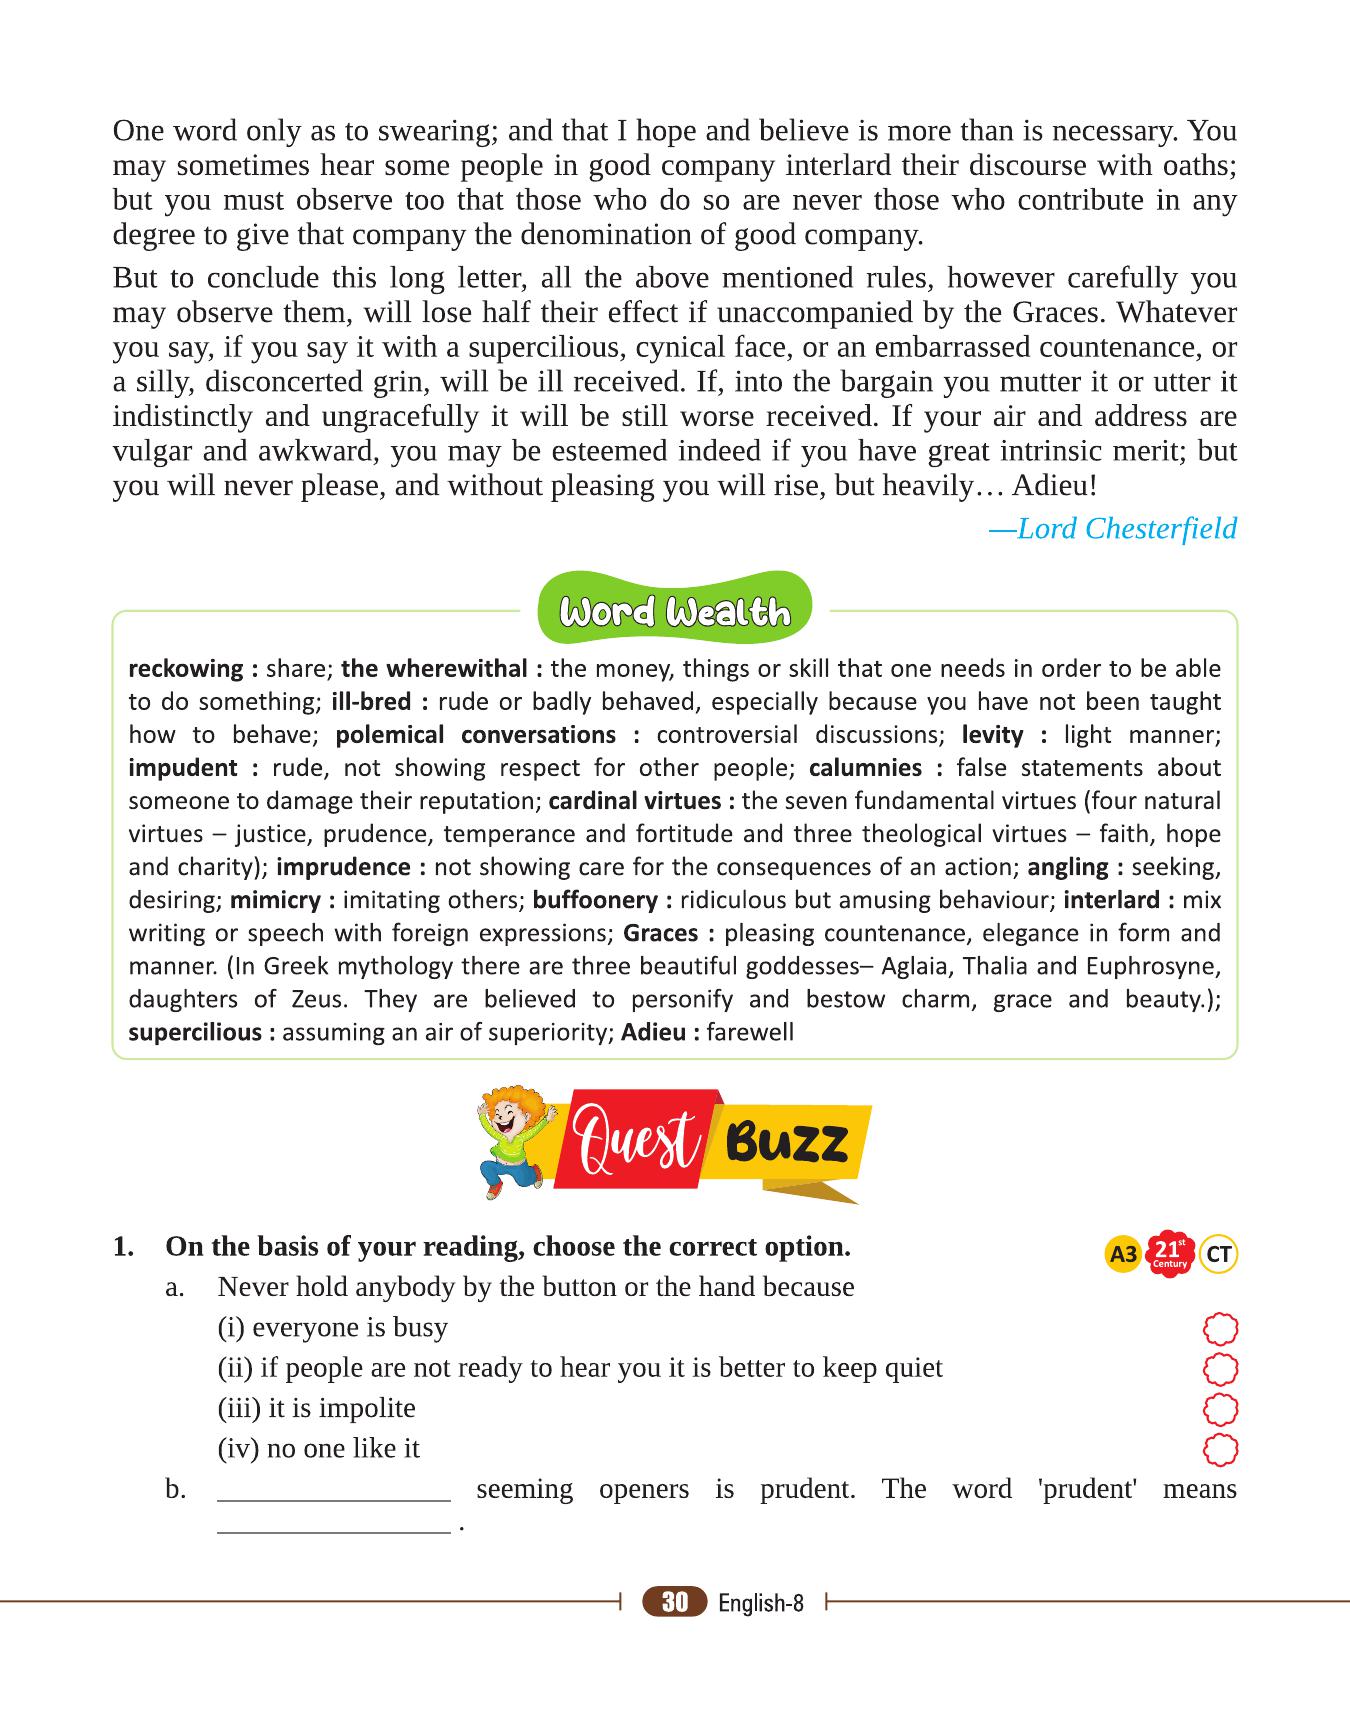 One word only as to swearing; and that I hope and believe is more than is necessary. You
may sometimes hear some people in good company interlard their discourse with oaths;
but you must observe too that those who do so are never those who contribute in any
degree to give that company the denomination of good company.
But to conclude this long letter, all the above mentioned rules, however carefully you
may observe them, will lose half their effect if unaccompanied by the Graces. Whatever
you say, if you say it with a supercilious, cynical face, or an embarrassed countenance, or
a silly, disconcerted grin, will be ill received. If, into the bargain you mutter it or utter it
indistinctly and ungracefully it will be still worse received. If your air and address are
vulgar and awkward, you may be esteemed indeed if you have great intrinsic merit; but
you will never please, and without pleasing you will rise, but heavily… Adieu!
—Lord Chesterfield
Word Wealth
reckowing : share; the wherewithal : the money, things or skill that one needs in order to be able
to do something; ill-bred : rude or badly behaved, especially because you have not been taught
how to behave; polemical conversations : controversial discussions; levity : light manner;
impudent : rude, not showing respect for other people; calumnies : false statements about
someone to damage their reputation; cardinal virtues : the seven fundamental virtues (four natural
virtues – justice, prudence, temperance and fortitude and three theological virtues – faith, hope
and charity); imprudence : not showing care for the consequences of an action; angling : seeking,
desiring; mimicry : imitating others; buffoonery : ridiculous but amusing behaviour; interlard : mix
writing or speech with foreign expressions; Graces : pleasing countenance, elegance in form and
manner. (In Greek mythology there are three beautiful goddesses– Aglaia, Thalia and Euphrosyne,
daughters of Zeus. They are believed to personify and bestow charm, grace and beauty.);
supercilious : assuming an air of superiority; Adieu : farewell
Quest Buzz
1. On the basis of your reading, choose the correct option. A3 21st Century CT
a. Never hold anybody by the button or the hand because
(i) everyone is busy
(ii) if people are not ready to hear you it is better to keep quiet
(iii) it is impolite
(iv) no one like it
b. ________________ seeming openers is prudent. The word 'prudent' means
________________ .
30 English-8